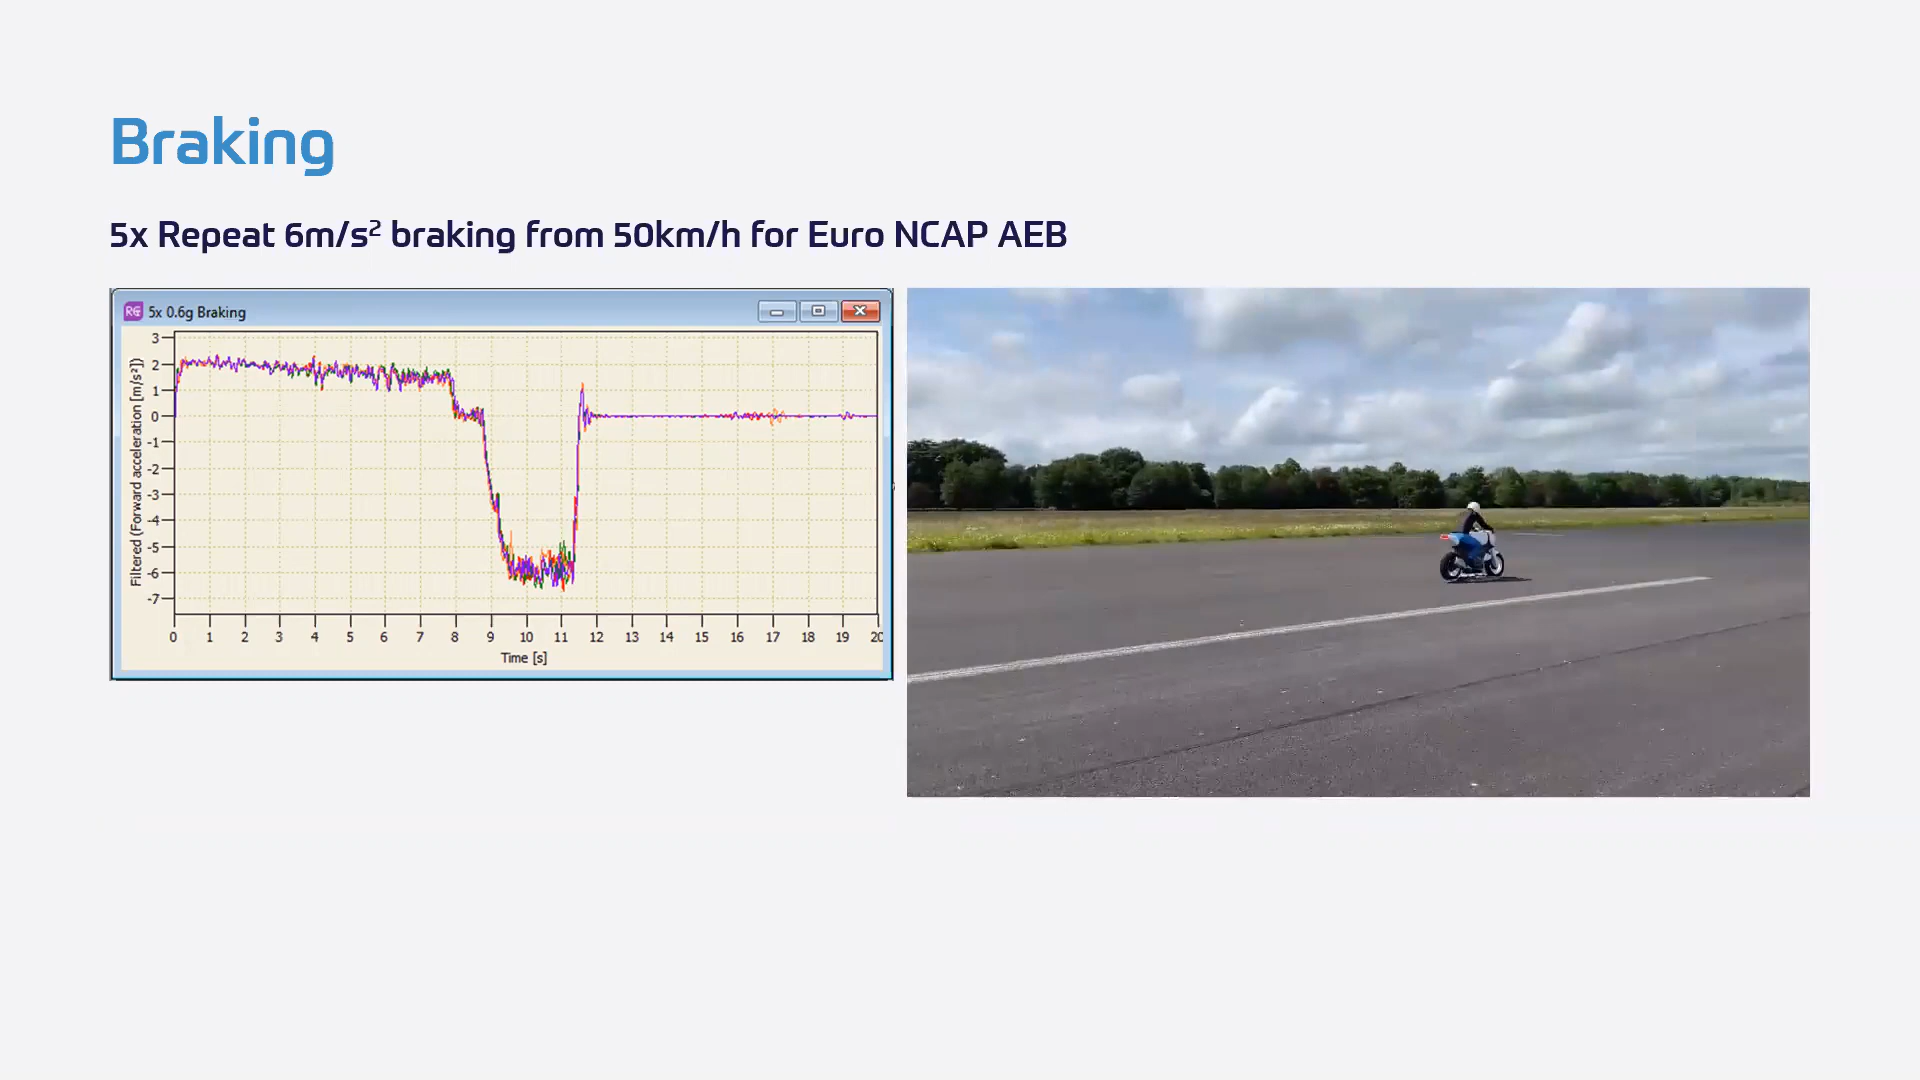 Braking
5x Repeat 6m/s² braking from 50km/h for Euro NCAP AEB
RC 5x 0.6g Braking
Filtered (Forward acceleration [m/s²])
3
2
1
0
-1
-2
-3
-4
-5
-6
-7
0 1 2 3 4 5 6 7 8 9 10 11 12 13 14 15 16 17 18 19 20
Time [s]